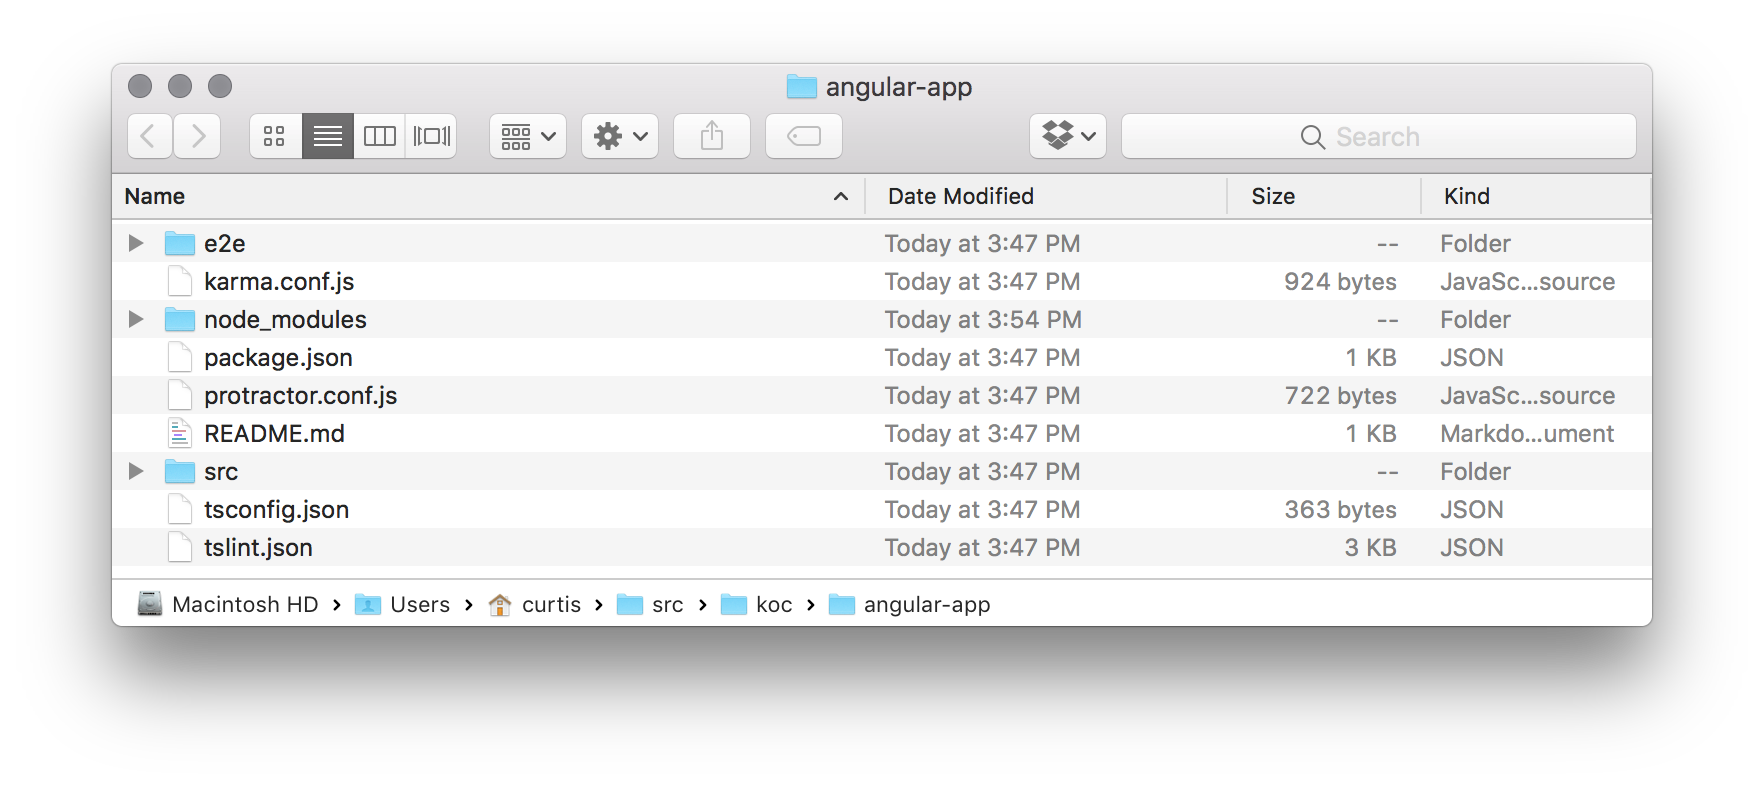 angular-app
Search
Name Date Modified Size Kind
e2e Today at 3:47 PM -- Folder
karma.conf.js Today at 3:47 PM 924 bytes JavaSc...source
node_modules Today at 3:54 PM -- Folder
package.json Today at 3:47 PM 1 KB JSON
protractor.conf.js Today at 3:47 PM 722 bytes JavaSc...source
README.md Today at 3:47 PM 1 KB Markdo...ument
src Today at 3:47 PM -- Folder
tsconfig.json Today at 3:47 PM 363 bytes JSON
tslint.json Today at 3:47 PM 3 KB JSON
Macintosh HD › Users › curtis › src › koc › angular-app